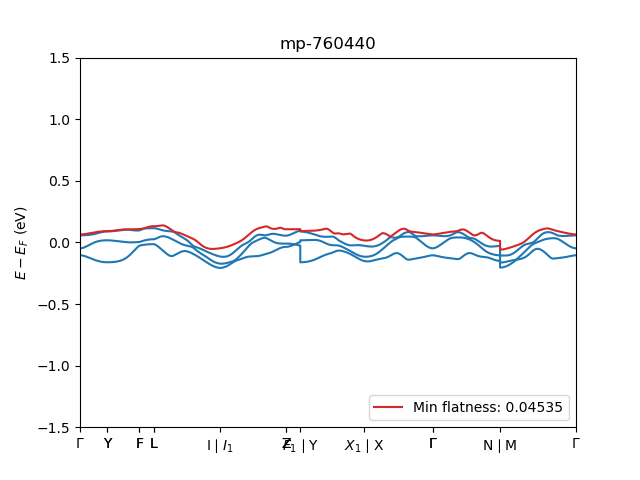 mp-760440
1.5
1.0
0.5
0.0
−0.5
−1.0
−1.5
E − E_F (eV)
Γ Y F L I | I₁ Z Z₁ | Y X₁ | X Γ N | M Γ
Min flatness: 0.04535